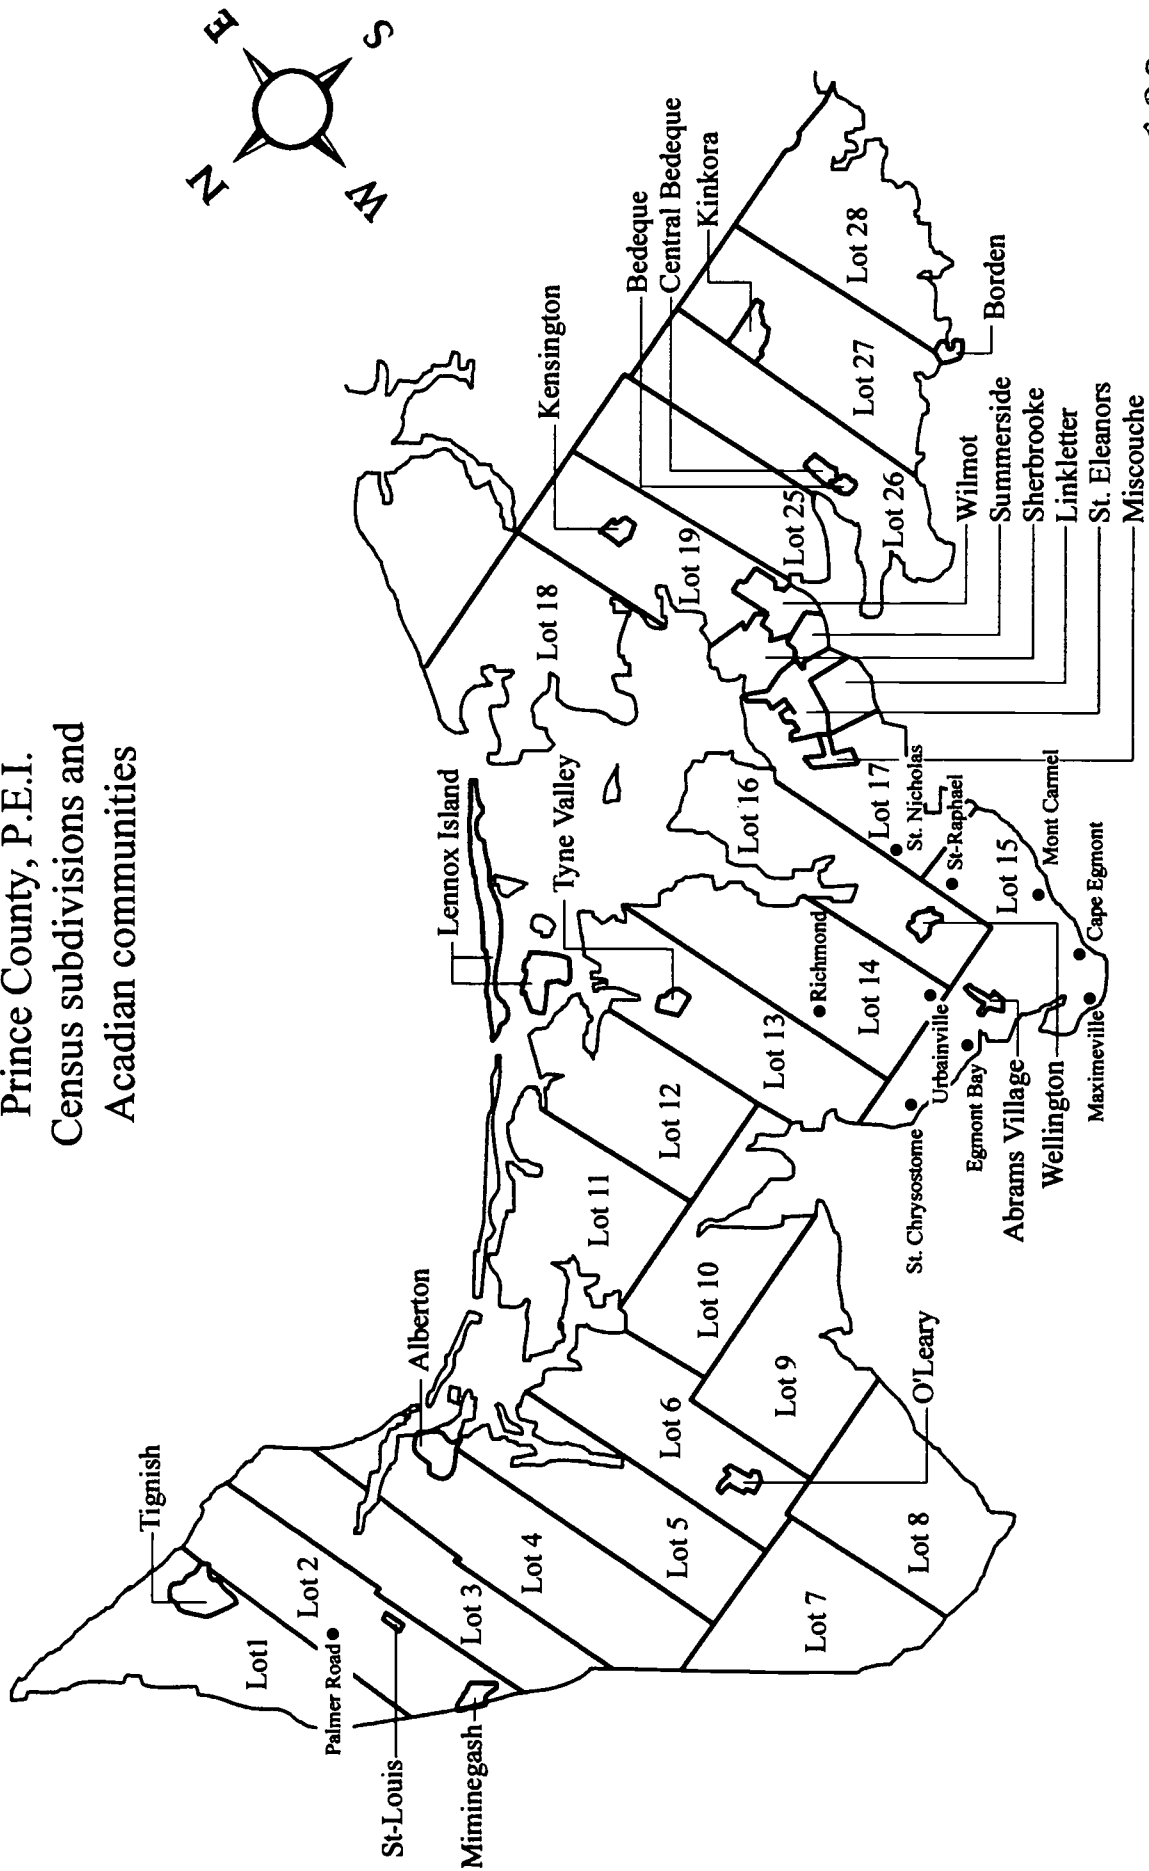 Prince County, P.E.I.
Census subdivisions and
Acadian communities
N
E
S
W
Tignish
Alberton
Lennox Island
Tyne Valley
Kensington
Bedeque
Central Bedeque
Kinkora
Lot1
Lot 2
Palmer Road
St-Louis
Miminegash
Lot 3
Lot 4
Lot 5
Lot 6
Lot 7
Lot 8
Lot 9
Lot 10
O'Leary
Lot 11
Lot 12
Lot 13
Lot 14
Richmond
Lot 16
Lot 17
Lot 15
Lot 18
Lot 19
Lot 25
Lot 26
Lot 27
Lot 28
Borden
St. Nicholas
St-Raphael
Mont Carmel
Cape Egmont
Maximeville
Urbainville
Egmont Bay
St. Chrysostome
Abrams Village
Wellington
Wilmot
Summerside
Sherbrooke
Linkletter
St. Eleanors
Miscouche